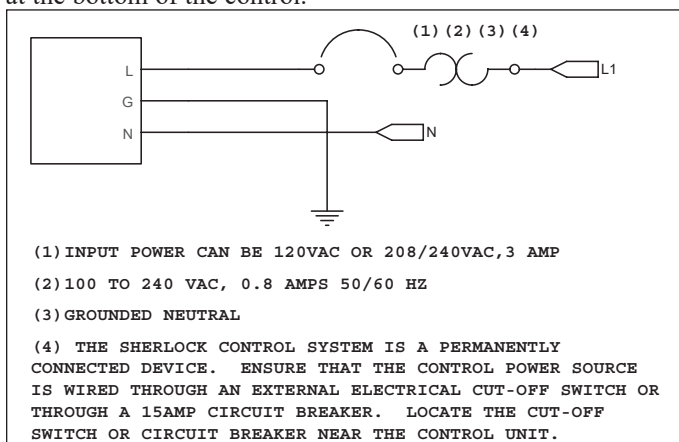 at the bottom of the control.
(1) (2) (3) (4)
L
L1
G
N
N
(1) INPUT POWER CAN BE 120VAC OR 208/240VAC,3 AMP
(2) 100 TO 240 VAC, 0.8 AMPS 50/60 HZ
(3) GROUNDED NEUTRAL
(4) THE SHERLOCK CONTROL SYSTEM IS A PERMANENTLY
CONNECTED DEVICE. ENSURE THAT THE CONTROL POWER SOURCE
IS WIRED THROUGH AN EXTERNAL ELECTRICAL CUT-OFF SWITCH OR
THROUGH A 15AMP CIRCUIT BREAKER. LOCATE THE CUT-OFF
SWITCH OR CIRCUIT BREAKER NEAR THE CONTROL UNIT.